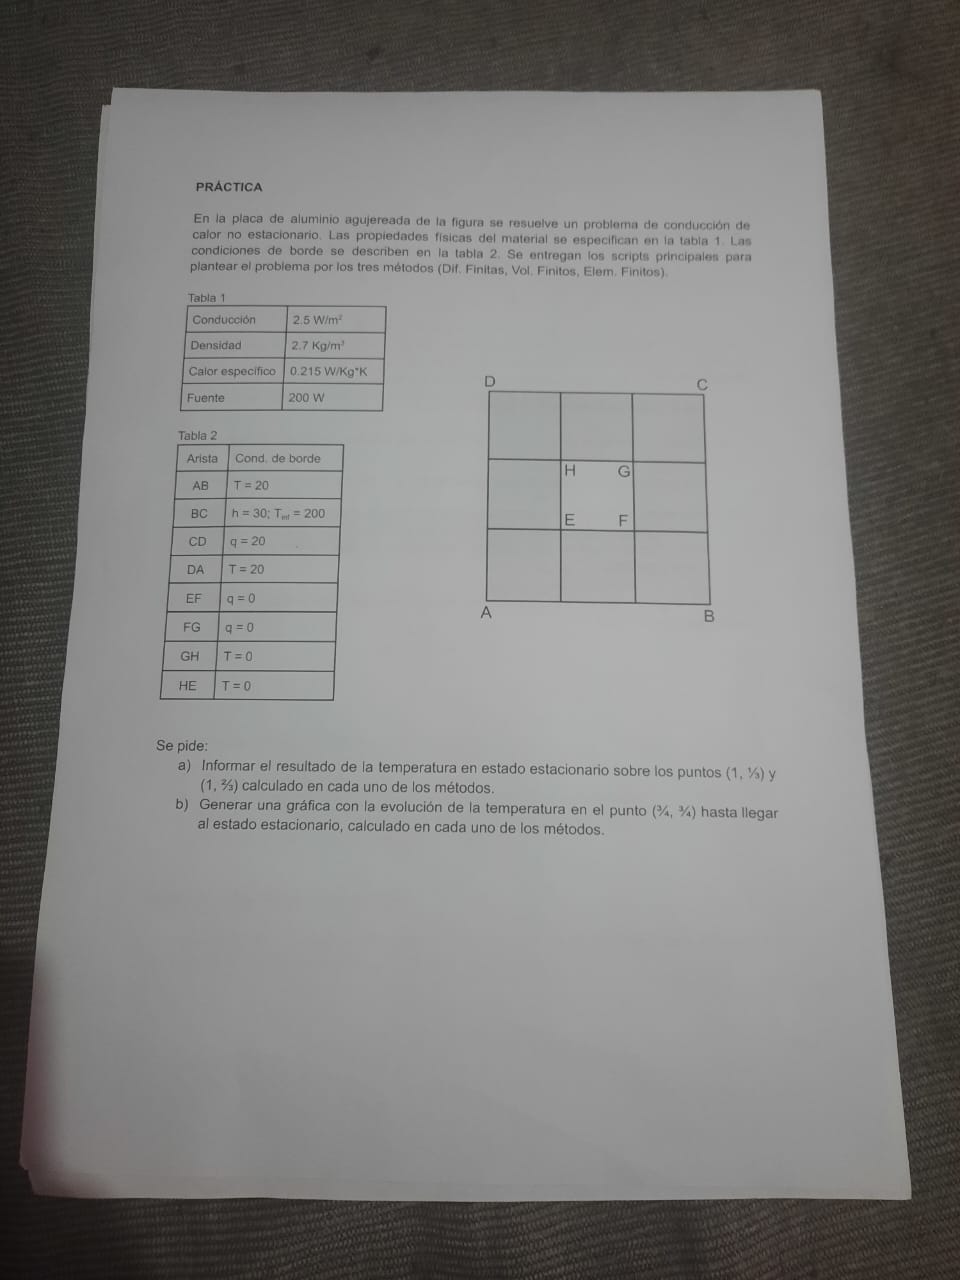 PRÁCTICA
En la placa de aluminio agujereada de la figura se resuelve un problema de conducción de
calor no estacionario. Las propiedades físicas del material se especifican en la tabla 1. Las
condiciones de borde se describen en la tabla 2. Se entregan los scripts principales para
plantear el problema por los tres métodos (Dif. Finitas, Vol. Finitos, Elem. Finitos).
Tabla 1
Conducción 2.5 W/m²
Densidad 2.7 Kg/m³
Calor específico 0.215 W/Kg*K
Fuente 200 W
Tabla 2
Arista Cond. de borde
AB T = 20
BC h = 30; Tinf = 200
CD q = 20
DA T = 20
EF q = 0
FG q = 0
GH T = 0
HE T = 0
D C
H G
E F
A B
Se pide:
a) Informar el resultado de la temperatura en estado estacionario sobre los puntos (1, ⅓) y
(1, ⅔) calculado en cada uno de los métodos.
b) Generar una gráfica con la evolución de la temperatura en el punto (¾, ¾) hasta llegar
al estado estacionario, calculado en cada uno de los métodos.